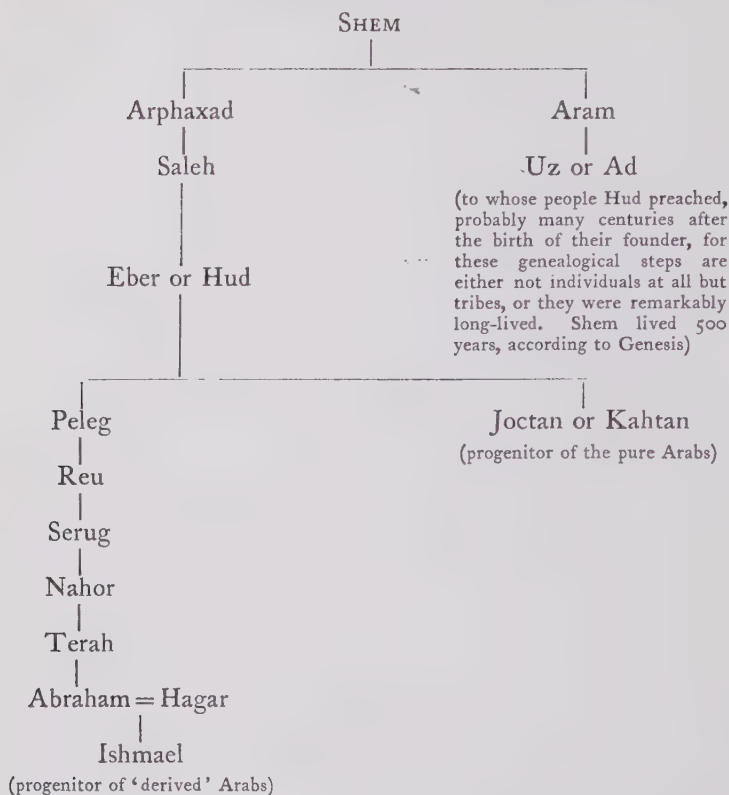 SHEM
Arphaxad
Aram
Saleh
Uz or Ad
(to whose people Hud preached,
probably many centuries after
the birth of their founder, for
these genealogical steps are
either not individuals at all but
tribes, or they were remarkably
long-lived. Shem lived 500
years, according to Genesis)
Eber or Hud
Peleg
Joctan or Kahtan
(progenitor of the pure Arabs)
Reu
Serug
Nahor
Terah
Abraham = Hagar
Ishmael
(progenitor of ‘derived’ Arabs)